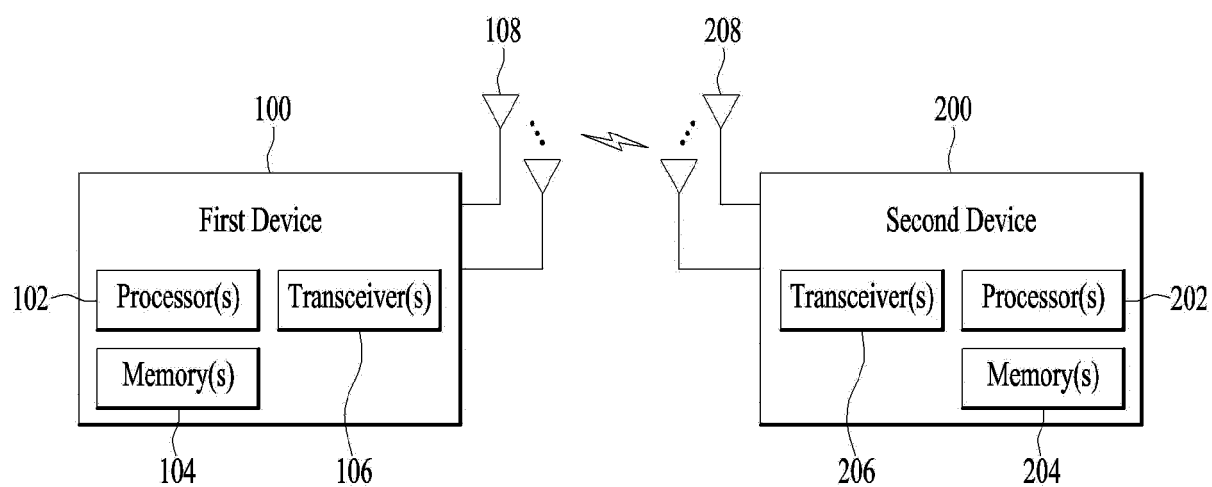 108
208
100
200
First Device
Second Device
102
Processor(s)
Transceiver(s)
Transceiver(s)
Processor(s)
202
Memory(s)
Memory(s)
104
106
206
204